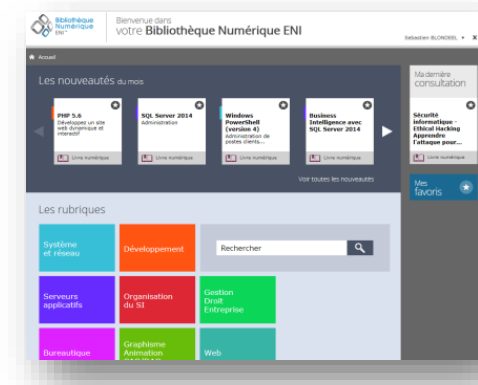 Bibliothèque
Numérique
ENI
Bienvenue dans
votre Bibliothèque Numérique ENI
Sebastien BLONDEEL
X
Accueil
Les nouveautés du mois
PHP 5.6
Développez un site
web dynamique et
interactif
Livre numérique
SQL Server 2014
Administration
Livre numérique
Windows
PowerShell
(version 4)
Administration de
postes clients...
Livre numérique
Business
Intelligence avec
SQL Server 2014
Livre numérique
Voir toutes les nouveautés
Ma dernière
consultation
Sécurité
informatique -
Ethical Hacking
Apprendre
l'attaque pour...
Livre numérique
Mes
favoris
Les rubriques
Système
et réseau
Développement
Rechercher
Serveurs
applicatifs
Organisation
du SI
Gestion
Droit
Entreprise
Bureautique
Graphisme
Animation
Web